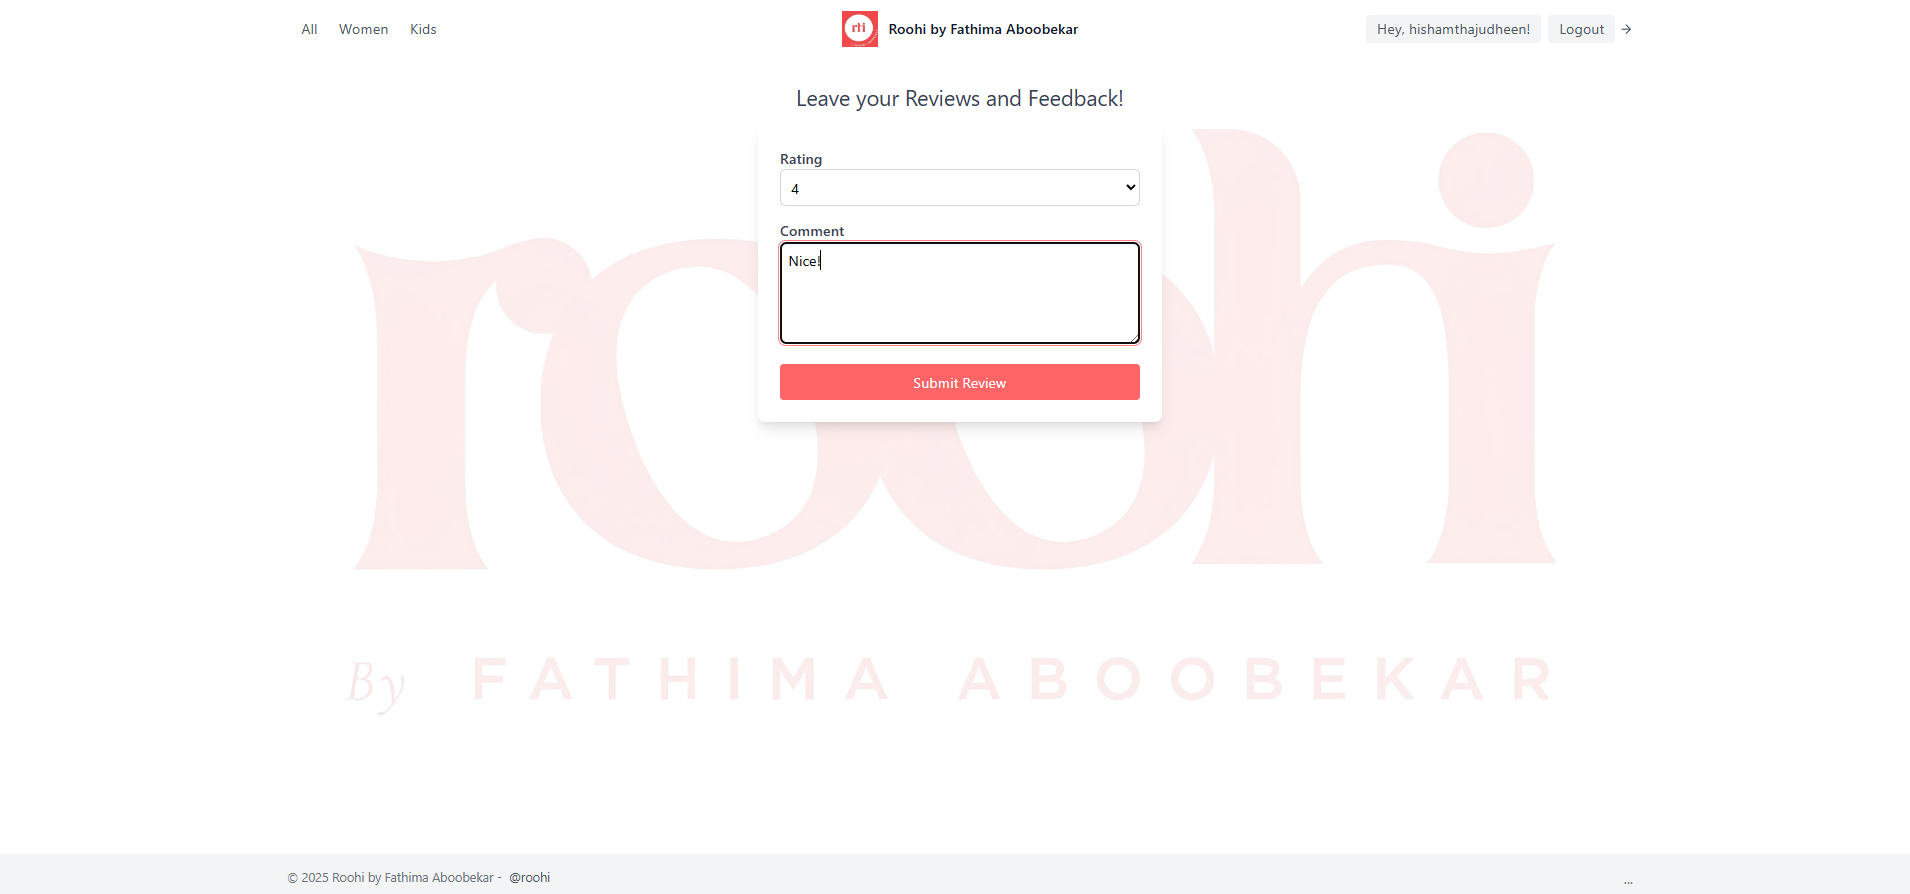 All Women Kids
rhi Roohi by Fathima Aboobekar
Hey, hishamthajudheen! Logout →
Leave your Reviews and Feedback!
Rating
4
Comment
Nice!
Submit Review
roohi
By FATHIMA ABOOBEKAR
© 2025 Roohi by Fathima Aboobekar - @roohi
...